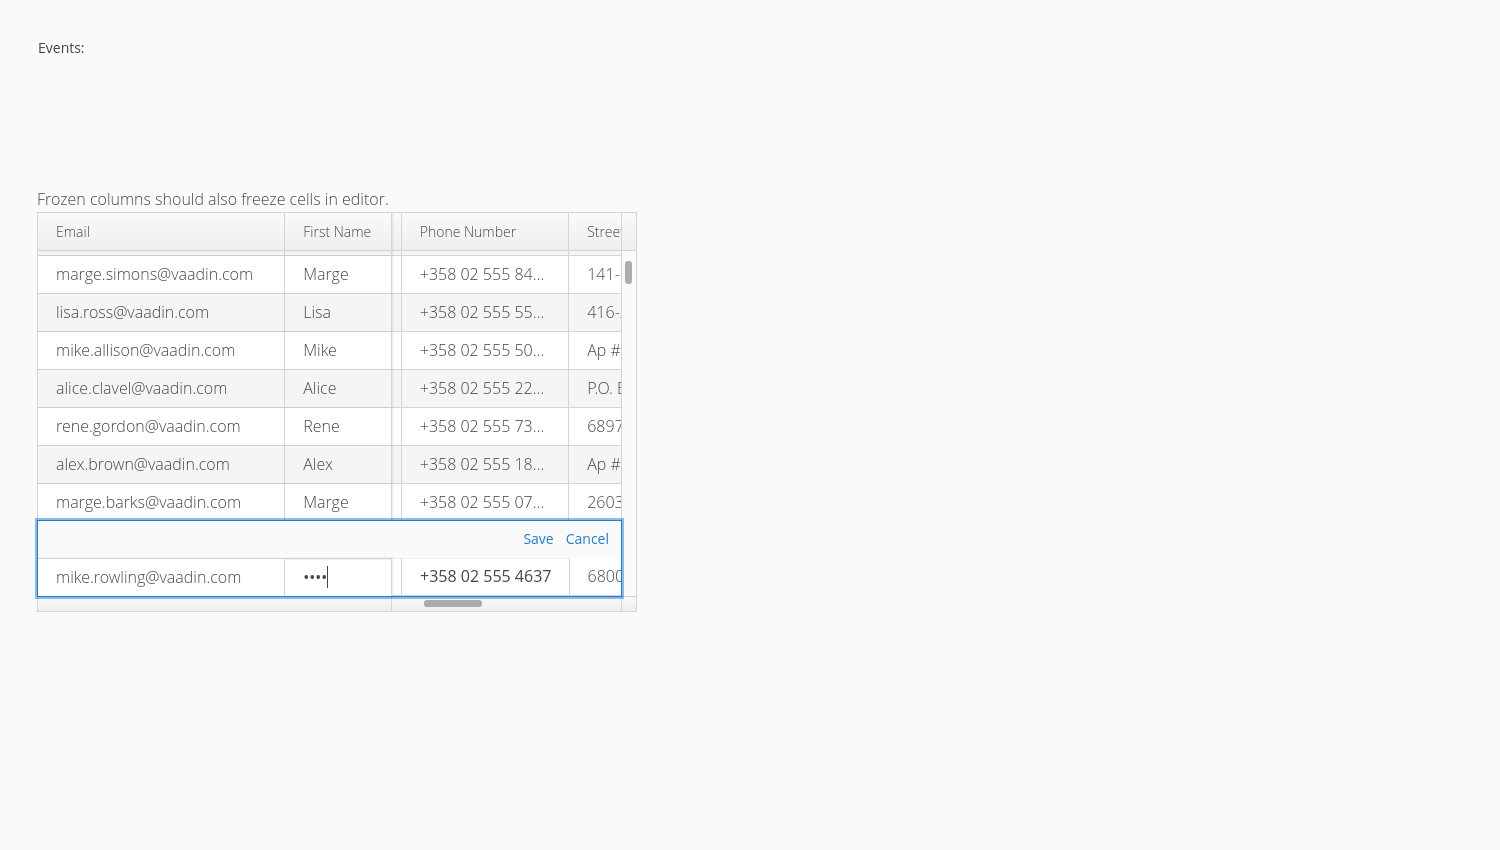 Events:
Frozen columns should also freeze cells in editor.
Email First Name Phone Number Street
marge.simons@vaadin.com Marge +358 02 555 84... 141-
lisa.ross@vaadin.com Lisa +358 02 555 55... 416-
mike.allison@vaadin.com Mike +358 02 555 50... Ap #
alice.clavel@vaadin.com Alice +358 02 555 22... P.O.
rene.gordon@vaadin.com Rene +358 02 555 73... 6897
alex.brown@vaadin.com Alex +358 02 555 18... Ap #
marge.barks@vaadin.com Marge +358 02 555 07... 2603
Save Cancel
mike.rowling@vaadin.com •••• +358 02 555 4637 6800